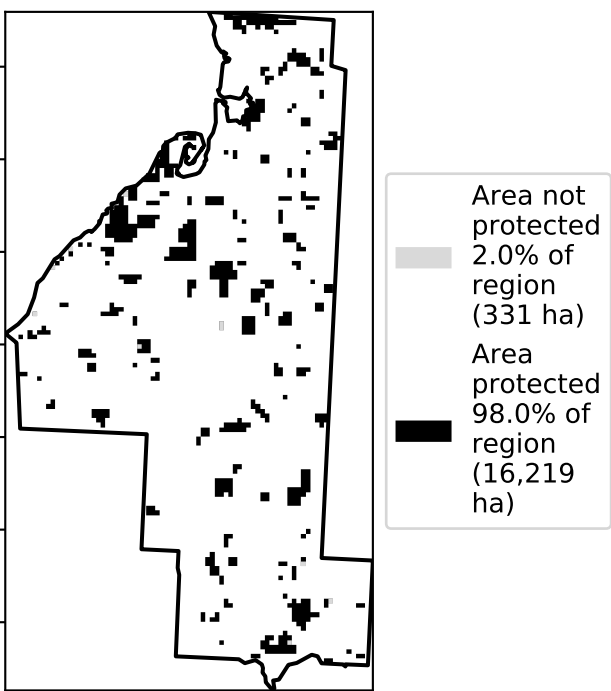 Area not
protected
2.0% of
region
(331 ha)
Area
protected
98.0% of
region
(16,219
ha)